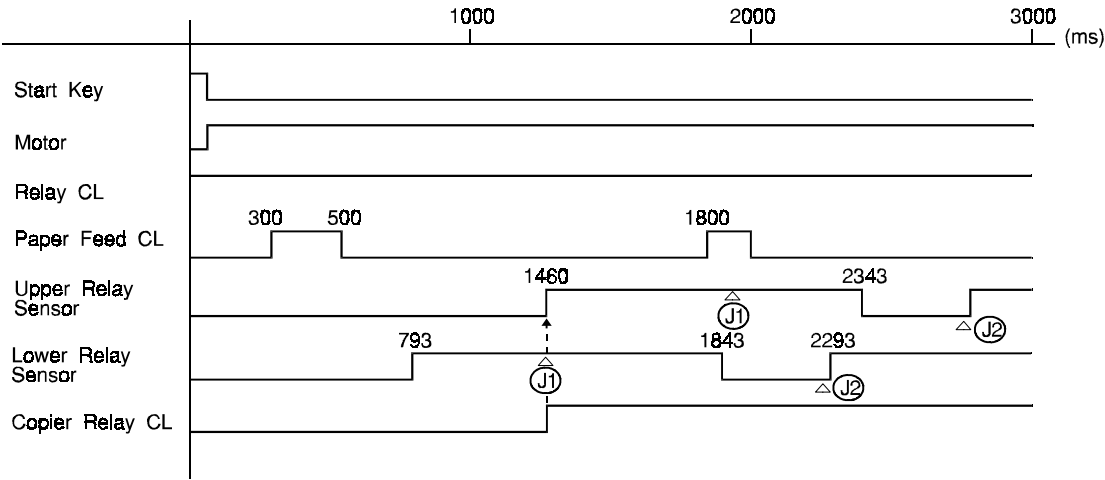 1000 2000 3000
(ms)
Start Key
Motor
Relay CL
300 500 1800
Paper Feed CL
1460 2343
Upper Relay
Sensor
J1 J2
793 1843 2293
Lower Relay
Sensor
J1 J2
Copier Relay CL